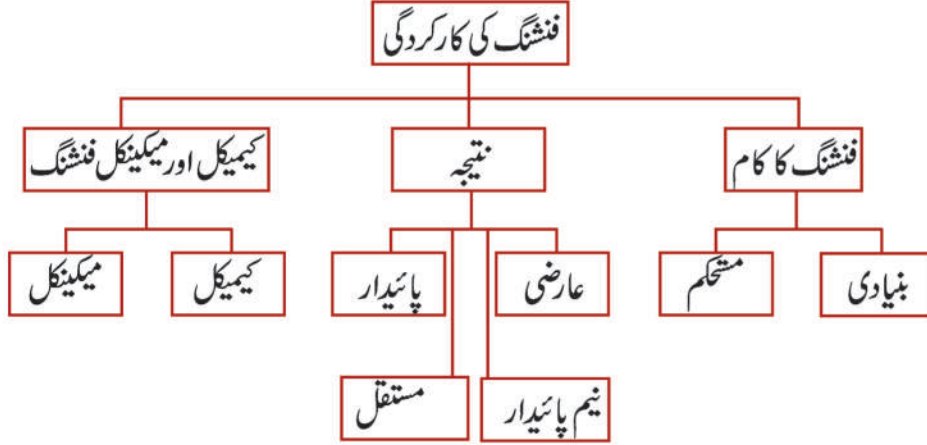 فنشنگ کی کارکردگی
فنشنگ کا کام
نتیجہ
کیمیکل اور میکینکل فنشنگ
بنیادی
مستحکم
عارضی
پائیدار
کیمیکل
میکینکل
نیم پائیدار
مستقل